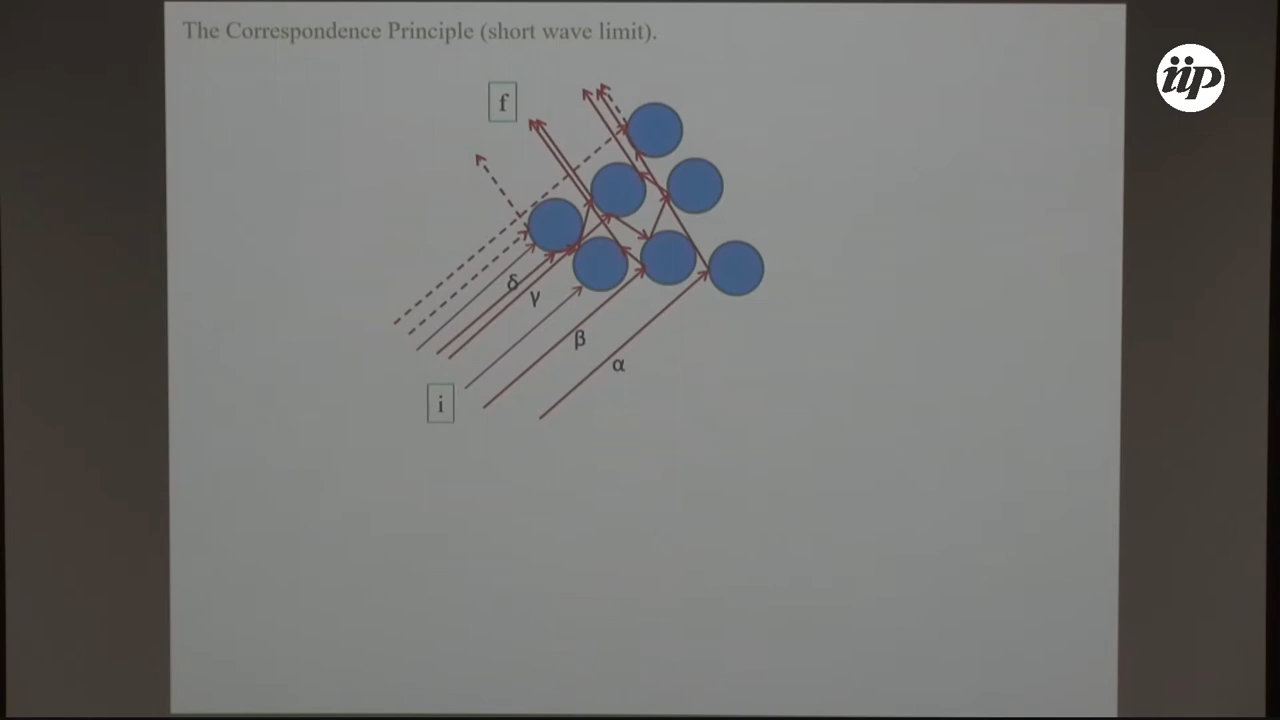 The Correspondence Principle (short wave limit).
iip
f
δ
γ
β
α
i